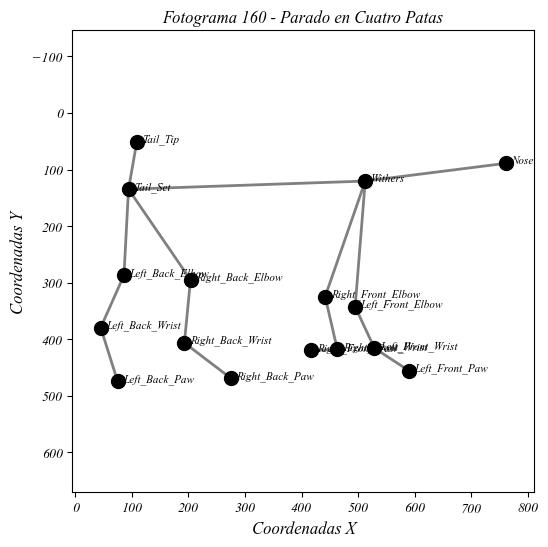 Fotograma 160 - Parado en Cuatro Patas
−100
0
100
200
300
400
500
600
Coordenadas Y
Tail_Tip
Nose
Withers
Tail_Set
Left_Back_Elbow
Right_Back_Elbow
Right_Front_Elbow
Left_Front_Elbow
Left_Back_Wrist
Right_Back_Wrist
Left_Back_Paw
Right_Back_Paw
Left_Front_Paw
0 100 200 300 400 500 600 700 800
Coordenadas X